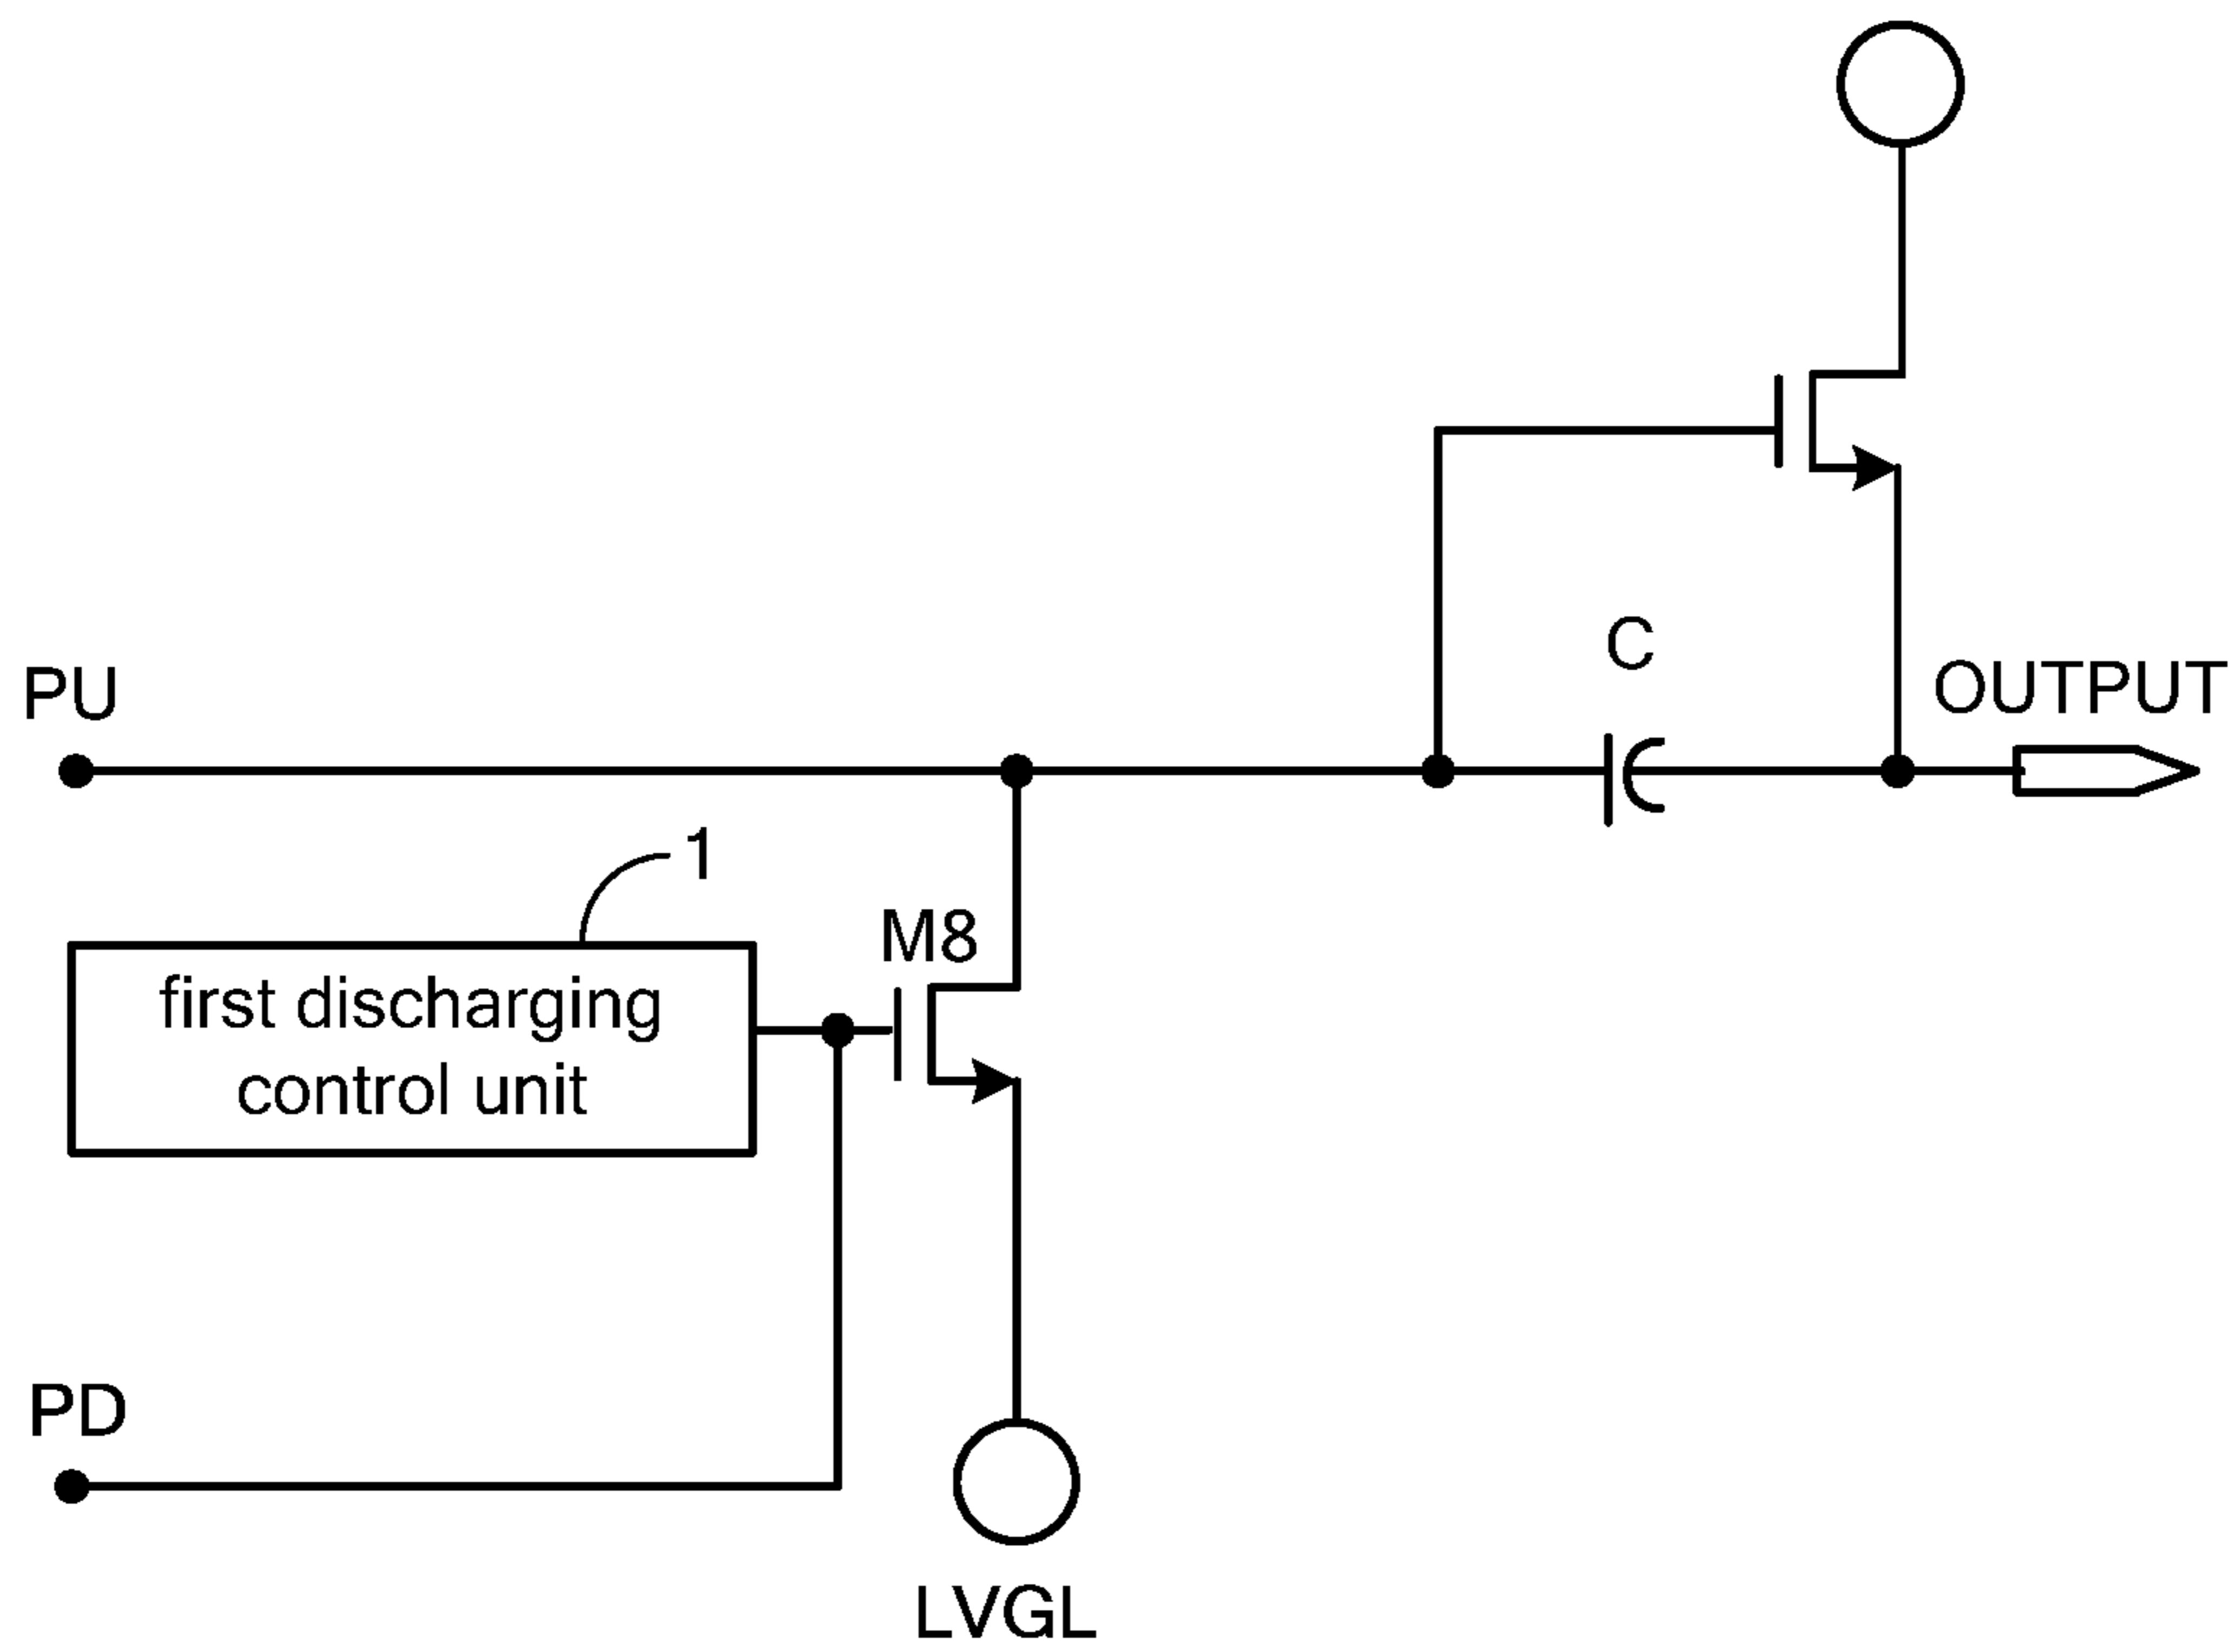 C
PU
OUTPUT
1
M8
first discharging
control unit
PD
LVGL